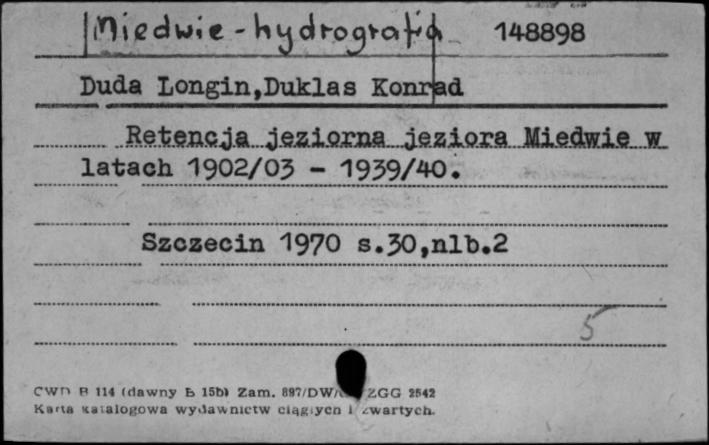 Miedwie - hydrografia 148898
Duda Longin,Duklas Konrad
Retencja jeziorna jeziora Miedwie w
latach 1902/03 - 1939/40.
Szczecin 1970 s.30,nlb.2
5
CWD B 114 (dawny B 15b) Zam. 897/DW/ ZGG 2542
Karta katalogowa wydawnictw ciągłych i zwartych.